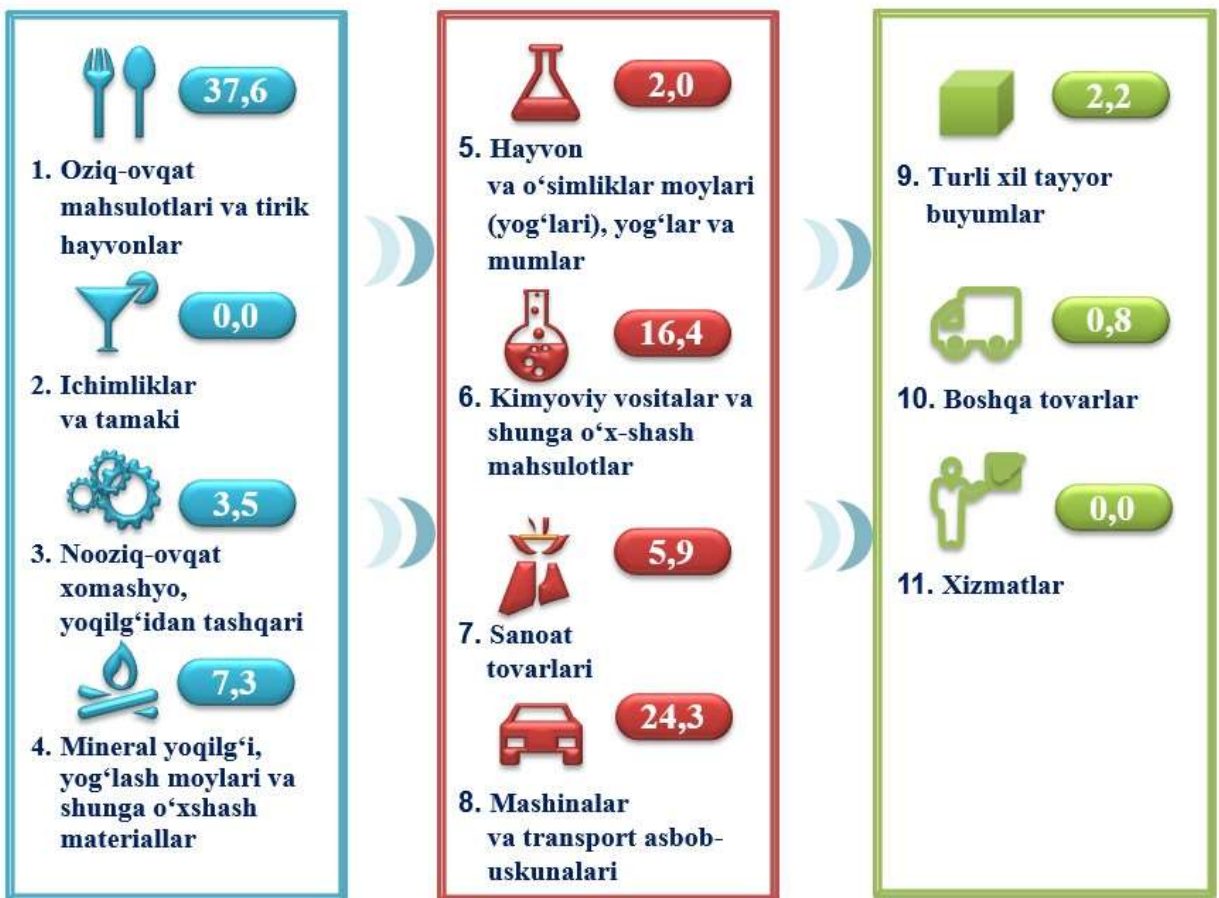 37,6
1. Oziq-ovqat
mahsulotlari va tirik
hayvonlar
0,0
2. Ichimliklar
va tamaki
3,5
3. Nooziq-ovqat
xomashyo,
yoqilg‘idan tashqari
7,3
4. Mineral yoqilg‘i,
yog‘lash moylari va
shunga o‘xshash
materiallar
2,0
5. Hayvon
va o‘simliklar moylari
(yog‘lari), yog‘lar va
mumlar
16,4
6. Kimyoviy vositalar va
shunga o‘x-shash
mahsulotlar
5,9
7. Sanoat
tovarlari
24,3
8. Mashinalar
va transport asbob-
uskunalari
2,2
9. Turli xil tayyor
buyumlar
0,8
10. Boshqa tovarlar
0,0
11. Xizmatlar